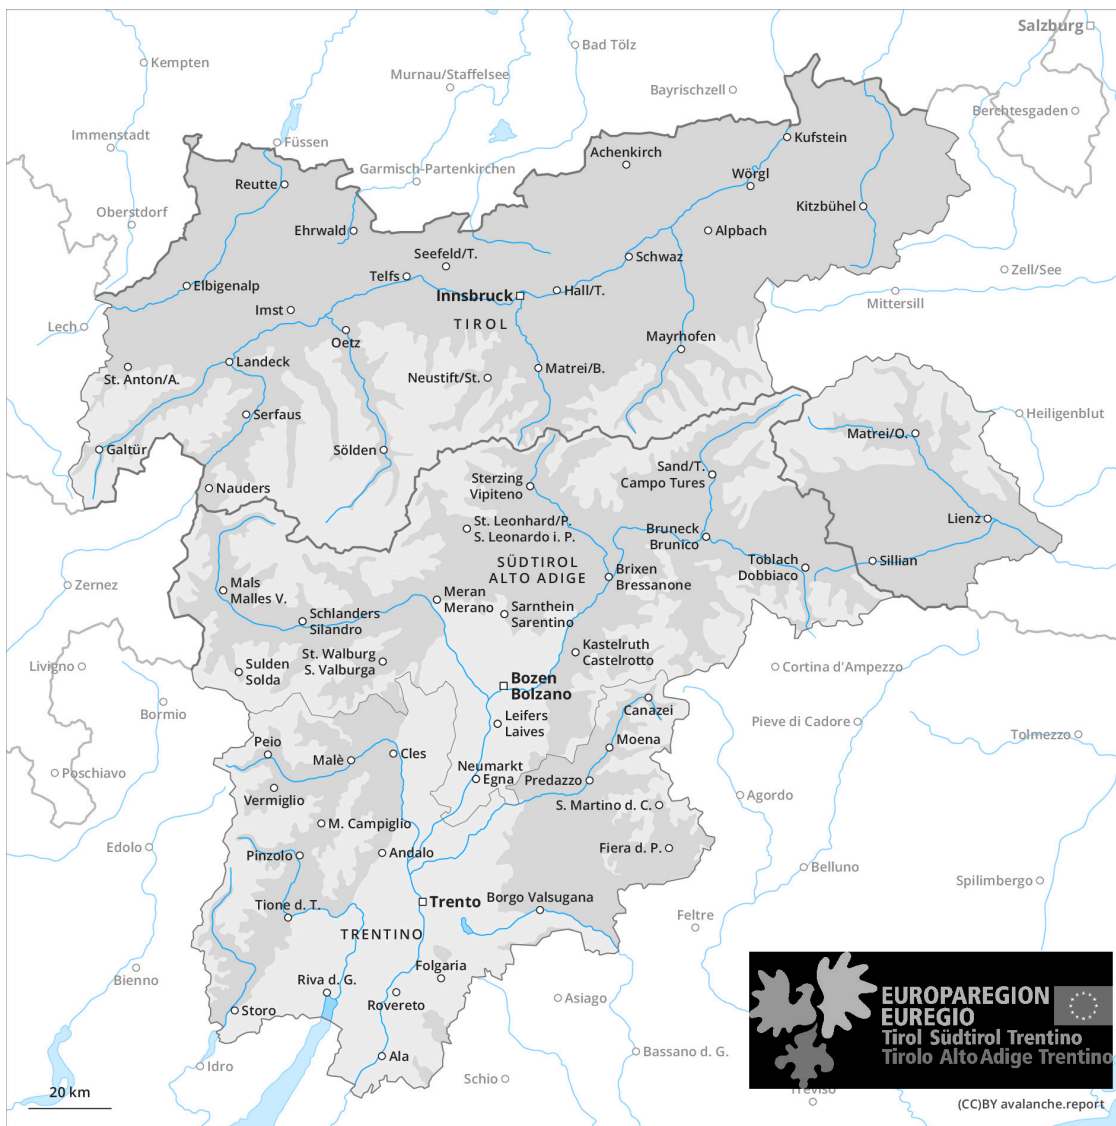 Salzburg
Bad Tölz
Kempten
Murnau/Staffelsee
Bayrischzell
Berchtesgaden
Immenstadt
Füssen
Kufstein
Achenkirch
Garmisch-Partenkirchen
Wörgl
Reutte
Oberstdorf
Kitzbühel
Ehrwald
Alpbach
Seefeld/T.
Schwaz
Zell/See
Telfs
Elbigenalp
Hall/T.
Innsbruck
Mittersill
Imst
TIROL
Lech
Oetz
Mayrhofen
Landeck
Matrei/B.
St. Anton/A.
Neustift/St.
Serfaus
Heiligenblut
Matrei/O.
Galtür
Sölden
Sand/T.
Campo Tures
Sterzing
Vipiteno
Nauders
Lienz
St. Leonhard/P.
S. Leonardo i. P.
Bruneck
Brunico
SÜDTIROL
ALTO ADIGE
Toblach
Dobbiaco
Sillian
Brixen
Bressanone
Zernez
Mals
Malles V.
Meran
Merano
Schlanders
Silandro
Sarnthein
Sarentino
Kastelruth
Castelrotto
St. Walburg
S. Valburga
Livigno
Sulden
Solda
Cortina d'Ampezzo
Bozen
Bolzano
Canazei
Bormio
Leifers
Laives
Pieve di Cadore
Tolmezzo
Moena
Peio
Cles
Malè
Neumarkt
Egna
Poschiavo
Predazzo
Vermiglio
Agordo
S. Martino d. C.
M. Campiglio
Edolo
Pinzolo
Andalo
Fiera d. P.
Belluno
Spilimbergo
Borgo Valsugana
Trento
Tione d. T.
Feltre
TRENTINO
Bienno
Folgaria
Riva d. G.
Rovereto
Asiago
Storo
EUROPAREGION
EUREGIO
Tirol Südtirol Trentino
Tirolo Alto Adige Trentino
Ala
Bassano d. G.
Idro
Schio
Treviso
20 km
(CC)BY avalanche.report